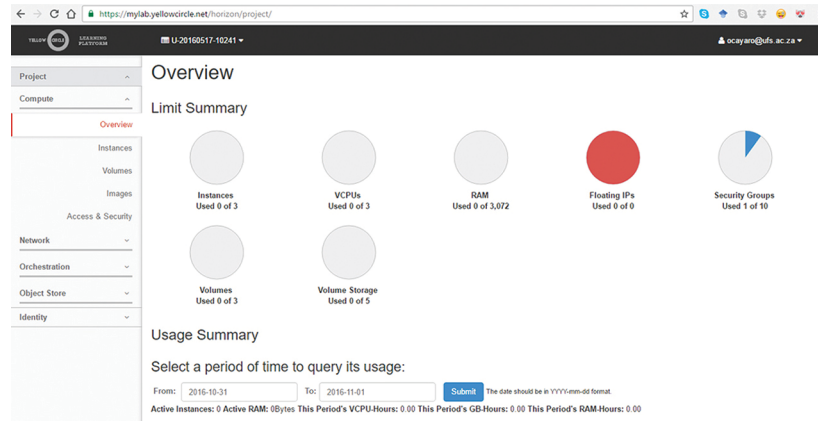 https://mylab.yellowcircle.net/horizon/project/
YELLOW CIRCLE LEARNING PLATFORM
U-20160517-10241
ocayaro@ufs.ac.za
Project
Compute
Overview
Instances
Volumes
Images
Access & Security
Network
Orchestration
Object Store
Identity
Overview
Limit Summary
Instances
Used 0 of 3
VCPUs
Used 0 of 3
RAM
Used 0 of 3,072
Floating IPs
Used 0 of 0
Security Groups
Used 1 of 10
Volumes
Used 0 of 3
Volume Storage
Used 0 of 5
Usage Summary
Select a period of time to query its usage:
From: 2016-10-31 To: 2016-11-01 Submit The date should be in YYYY-mm-dd format.
Active Instances: 0 Active RAM: 0Bytes This Period's VCPU-Hours: 0.00 This Period's GB-Hours: 0.00 This Period's RAM-Hours: 0.00